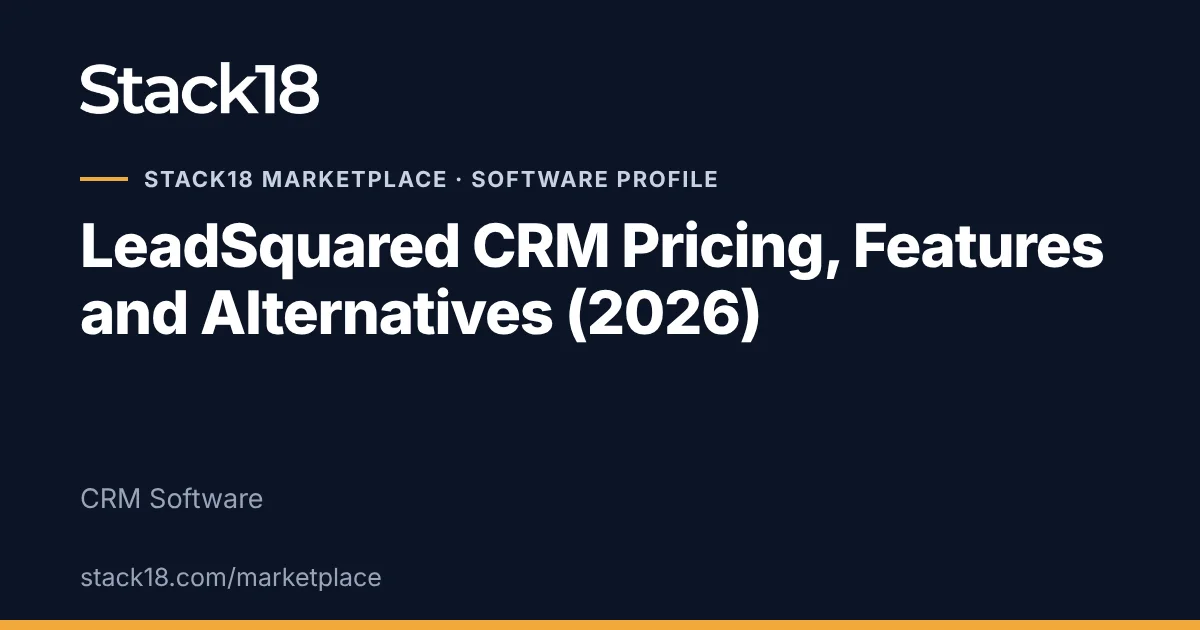 Stack18
STACK18 MARKETPLACE · SOFTWARE PROFILE
LeadSquared CRM Pricing, Features
and Alternatives (2026)
CRM Software
stack18.com/marketplace